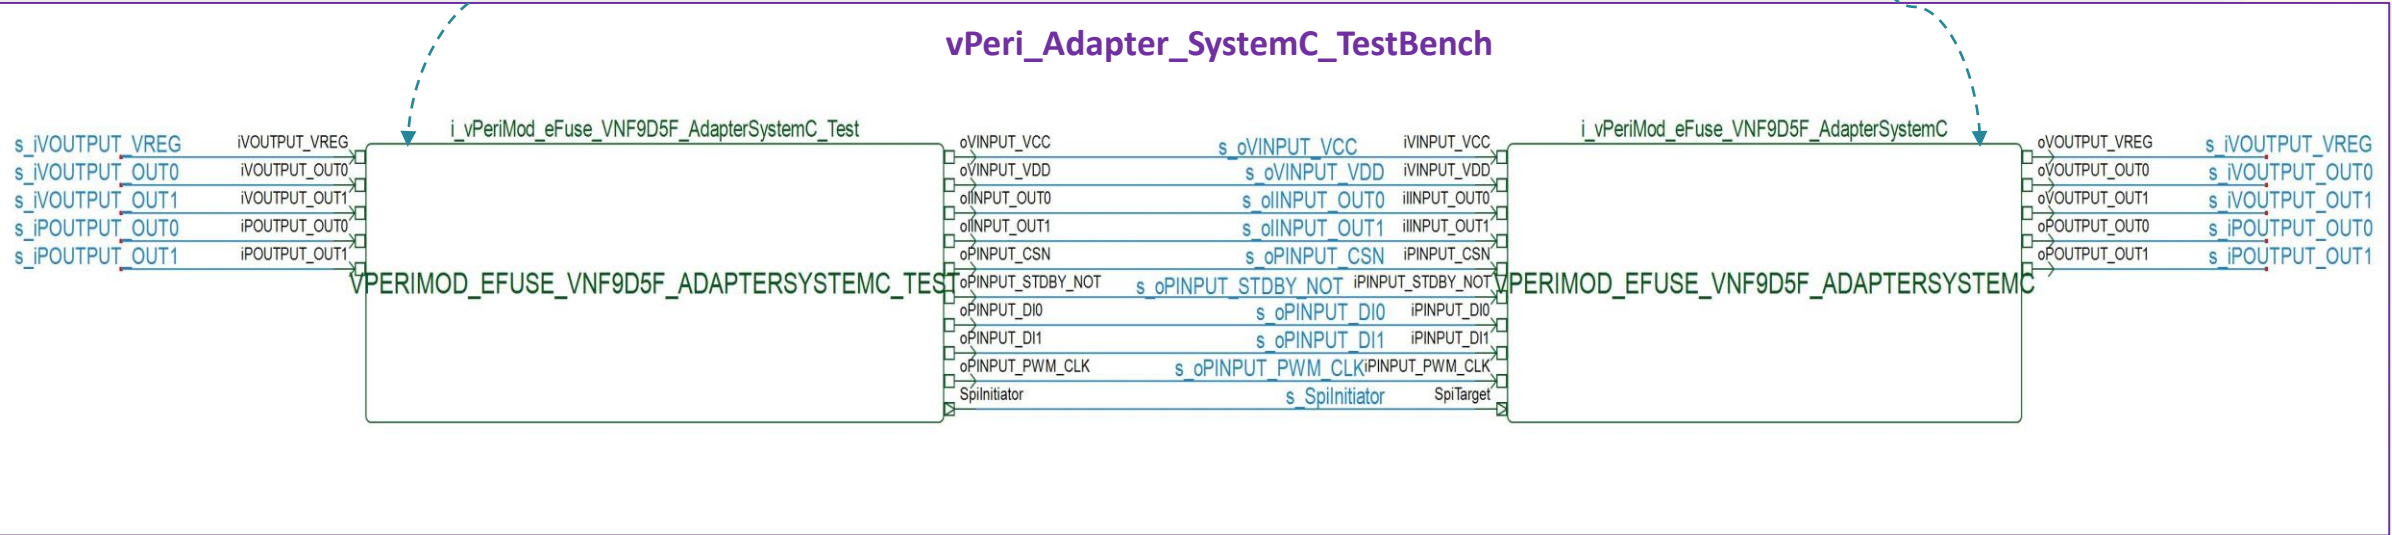 vPeri_Adapter_SystemC_TestBench
i_vPeriMod_eFuse_VNF9D5F_AdapterSystemC_Test
i_vPeriMod_eFuse_VNF9D5F_AdapterSystemC
s_iVOUTPUT_VREG iVOUTPUT_VREG oVINPUT_VCC s_oVINPUT_VCC iVINPUT_VCC oVOUTPUT_VREG s_iVOUTPUT_VREG
s_iVOUTPUT_OUT0 iVOUTPUT_OUT0 oVINPUT_VDD s_oVINPUT_VDD iVINPUT_VDD oVOUTPUT_OUT0 s_iVOUTPUT_OUT0
s_iVOUTPUT_OUT1 iVOUTPUT_OUT1 oIINPUT_OUT0 s_oIINPUT_OUT0 iIINPUT_OUT0 oVOUTPUT_OUT1 s_iVOUTPUT_OUT1
s_iPOUTPUT_OUT0 iPOUTPUT_OUT0 oIINPUT_OUT1 s_oIINPUT_OUT1 iIINPUT_OUT1 oPOUTPUT_OUT0 s_iPOUTPUT_OUT0
s_iPOUTPUT_OUT1 iPOUTPUT_OUT1 oPINPUT_CSN s_oPINPUT_CSN iPINPUT_CSN oPOUTPUT_OUT1 s_iPOUTPUT_OUT1
VPERIMOD_EFUSE_VNF9D5F_ADAPTERSYSTEMC_TEST oPINPUT_STDBY_NOT s_oPINPUT_STDBY_NOT iPINPUT_STDBY_NOT VPERIMOD_EFUSE_VNF9D5F_ADAPTERSYSTEMC
oPINPUT_DI0 s_oPINPUT_DI0 iPINPUT_DI0
oPINPUT_DI1 s_oPINPUT_DI1 iPINPUT_DI1
oPINPUT_PWM_CLK s_oPINPUT_PWM_CLK iPINPUT_PWM_CLK
SpiInitiator s_SpiInitiator SpiTarget